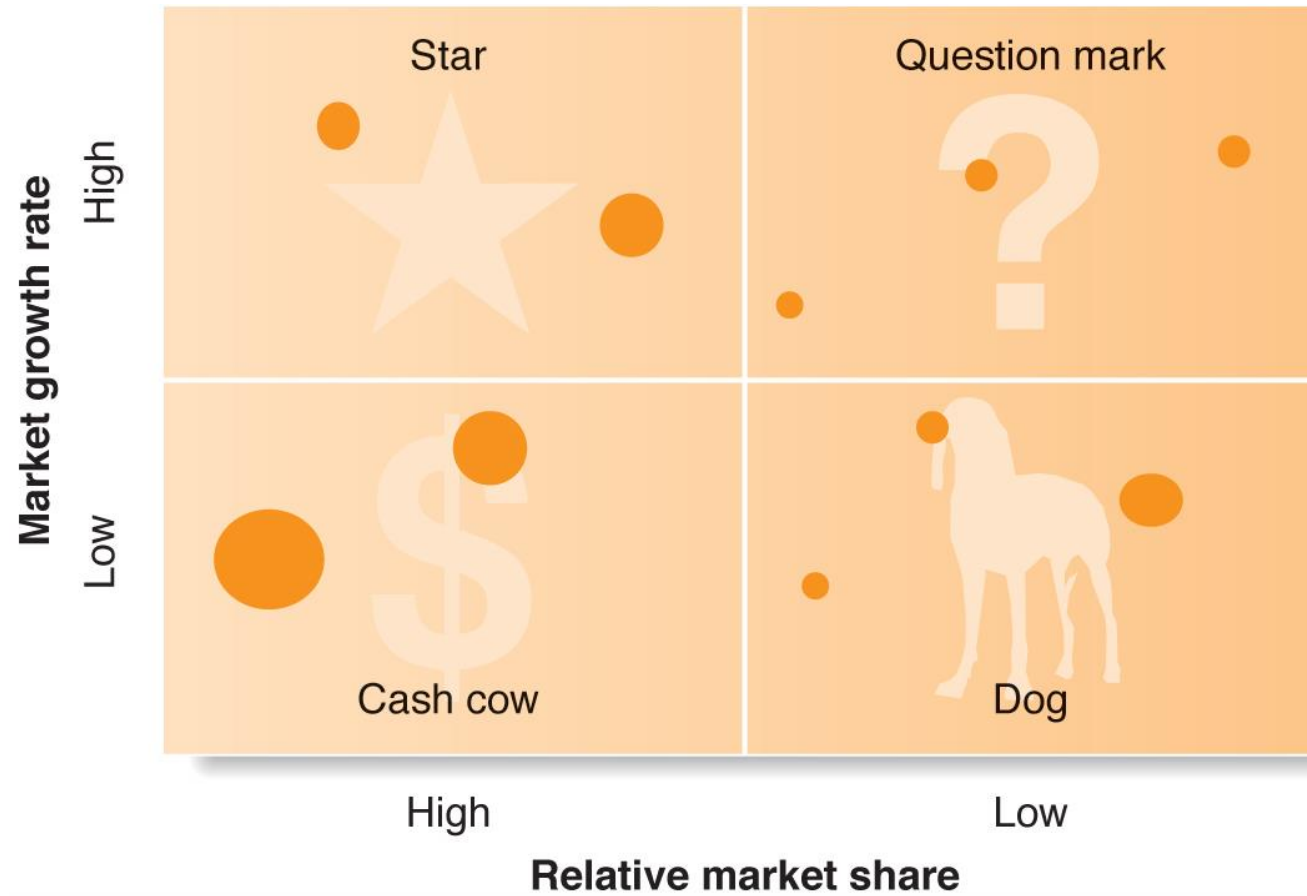 Star
Question mark
Market growth rate
High
Low
$
?
Cash cow
Dog
High
Low
Relative market share